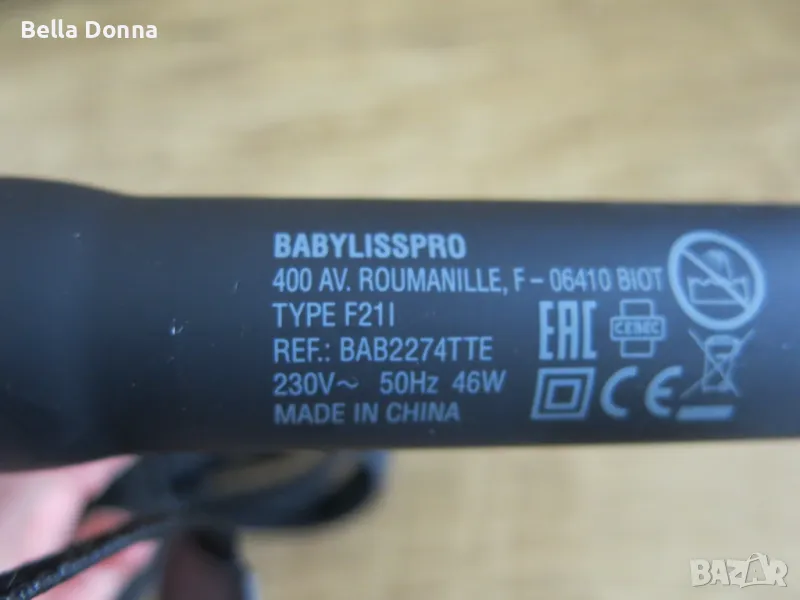 Bella Donna
BABYLISSPRO
400 AV. ROUMANILLE, F – 06410 BIOT
TYPE F21I
REF.: BAB2274TTE
230V~ 50Hz 46W
MADE IN CHINA
EAC
CEBEC
CE
BAZAR